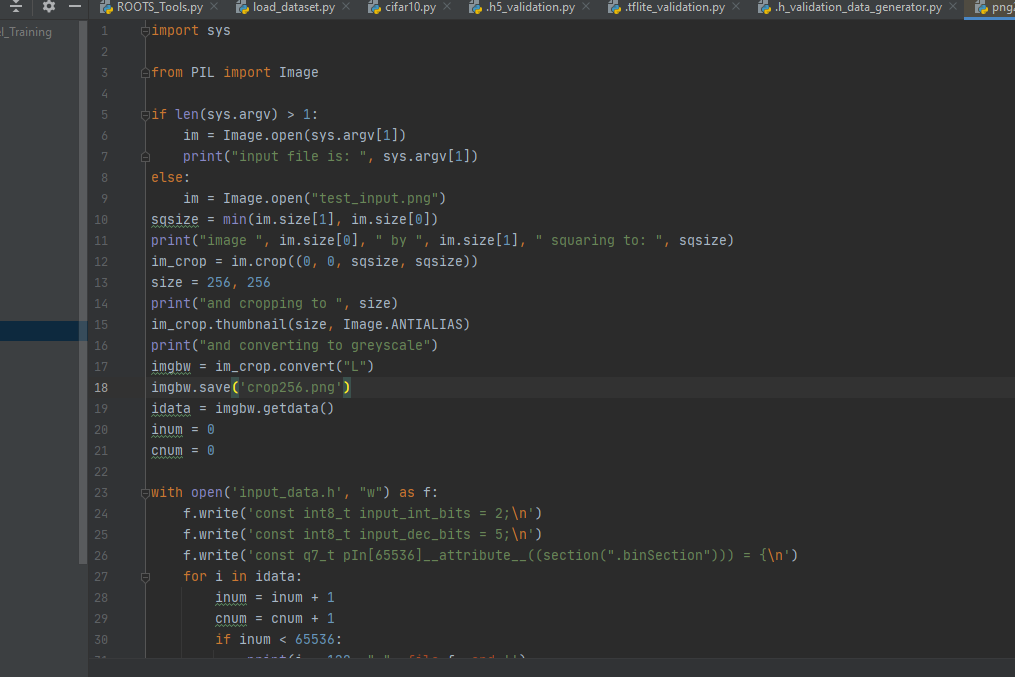 ROOTS_Tools.py load_dataset.py cifar10.py .h5_validation.py .tflite_validation.py .h_validation_data_generator.py
l_Training
1 import sys
2
3 from PIL import Image
4
5 if len(sys.argv) > 1:
6 im = Image.open(sys.argv[1])
7 print("input file is: ", sys.argv[1])
8 else:
9 im = Image.open("test_input.png")
10 sqsize = min(im.size[1], im.size[0])
11 print("image ", im.size[0], " by ", im.size[1], " squaring to: ", sqsize)
12 im_crop = im.crop((0, 0, sqsize, sqsize))
13 size = 256, 256
14 print("and cropping to ", size)
15 im_crop.thumbnail(size, Image.ANTIALIAS)
16 print("and converting to greyscale")
17 imgbw = im_crop.convert("L")
18 imgbw.save('crop256.png')
19 idata = imgbw.getdata()
20 inum = 0
21 cnum = 0
22
23 with open('input_data.h', "w") as f:
24 f.write('const int8_t input_int_bits = 2;\n')
25 f.write('const int8_t input_dec_bits = 5;\n')
26 f.write('const q7_t pIn[65536]__attribute__((section(".binSection"))) = {\n')
27 for i in idata:
28 inum = inum + 1
29 cnum = cnum + 1
30 if inum < 65536: